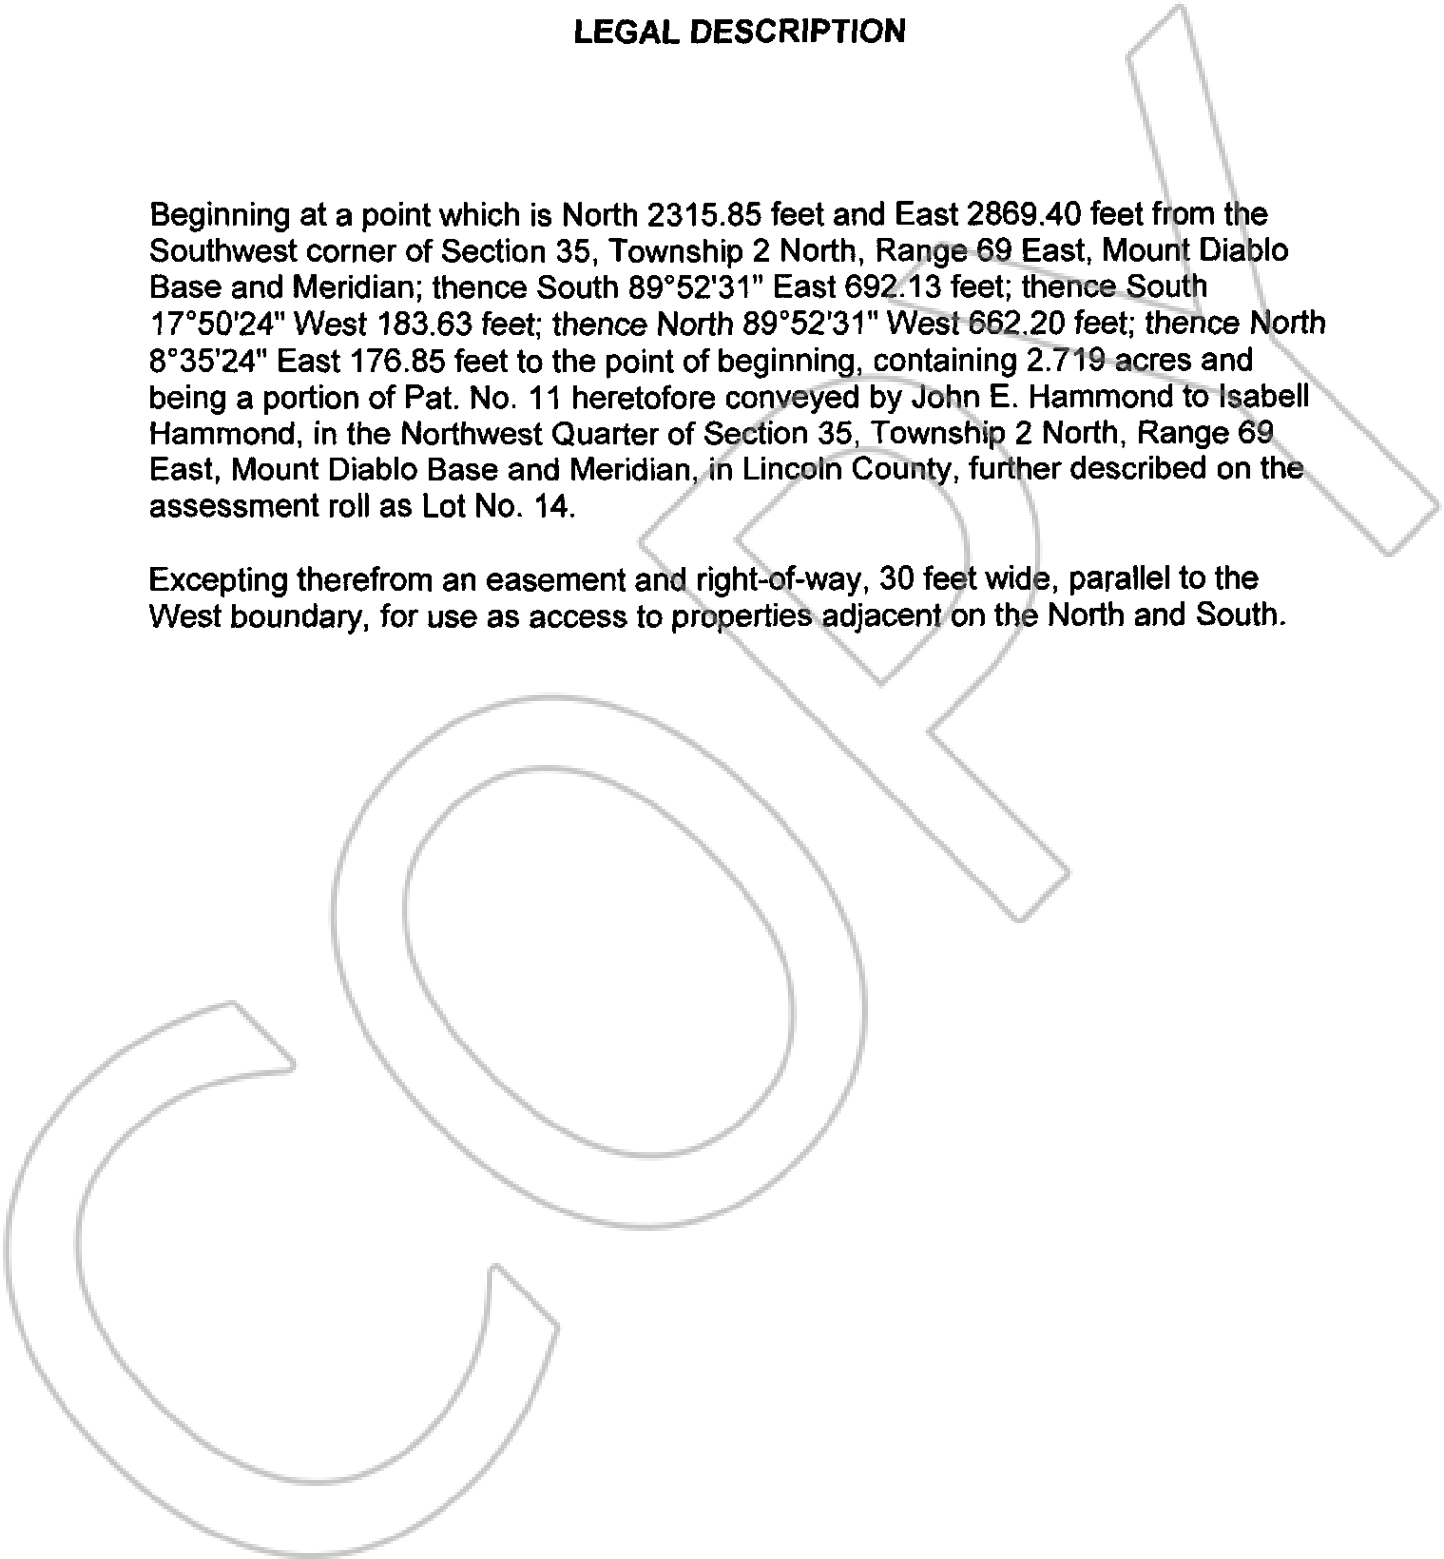 LEGAL DESCRIPTION
Beginning at a point which is North 2315.85 feet and East 2869.40 feet from the
Southwest corner of Section 35, Township 2 North, Range 69 East, Mount Diablo
Base and Meridian; thence South 89°52'31" East 692.13 feet; thence South
17°50'24" West 183.63 feet; thence North 89°52'31" West 662.20 feet; thence North
8°35'24" East 176.85 feet to the point of beginning, containing 2.719 acres and
being a portion of Pat. No. 11 heretofore conveyed by John E. Hammond to Isabell
Hammond, in the Northwest Quarter of Section 35, Township 2 North, Range 69
East, Mount Diablo Base and Meridian, in Lincoln County, further described on the
assessment roll as Lot No. 14.
Excepting therefrom an easement and right-of-way, 30 feet wide, parallel to the
West boundary, for use as access to properties adjacent on the North and South.
COPY